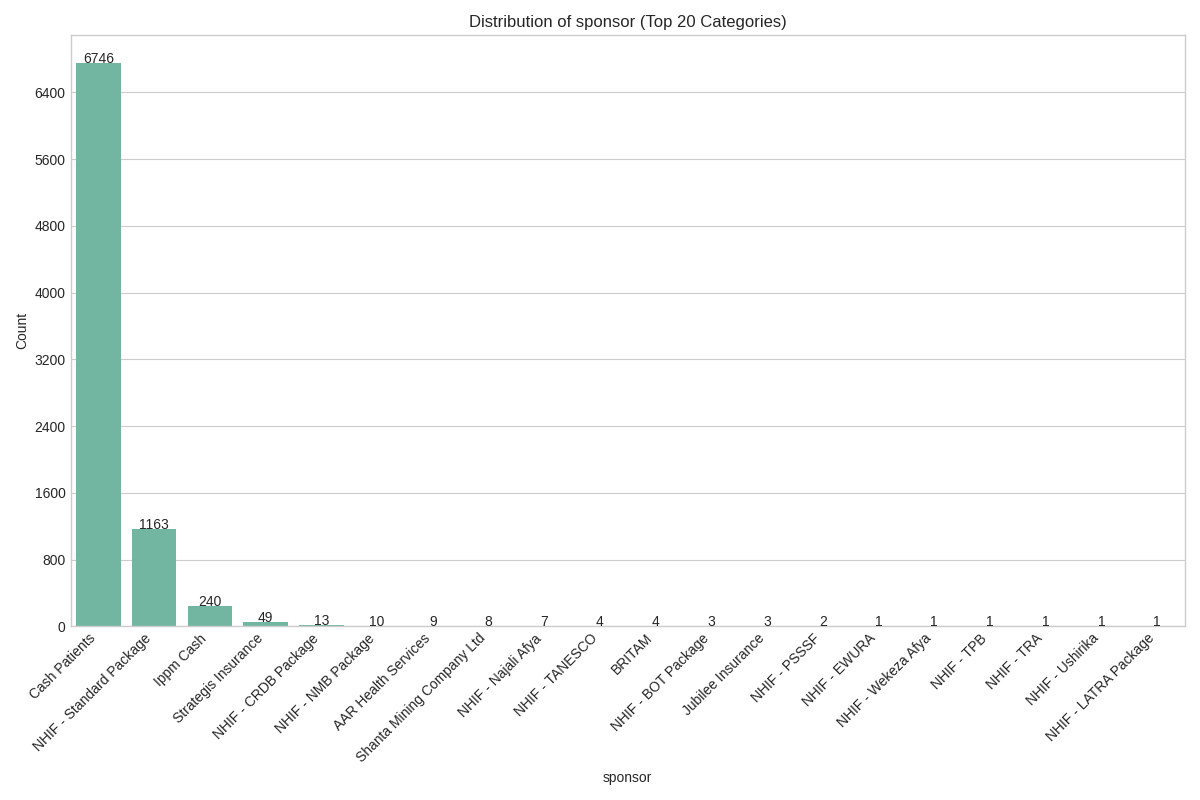 Distribution of sponsor (Top 20 Categories)
Count
6400
5600
4800
4000
3200
2400
1600
800
0
6746
1163
240
49
13
10
9
8
7
4
4
3
3
2
1
1
1
1
1
1
Cash Patients
NHIF - Standard Package
Ippm Cash
Strategis Insurance
NHIF - CRDB Package
NHIF - NMB Package
AAR Health Services
Shanta Mining Company Ltd
NHIF - Najali Afya
NHIF - TANESCO
BRITAM
NHIF - BOT Package
Jubilee Insurance
NHIF - PSSSF
NHIF - EWURA
NHIF - Wekeza Afya
NHIF - TPB
NHIF - TRA
NHIF - Ushirika
NHIF - LATRA Package
sponsor